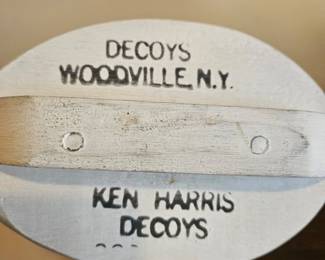 DECOYS
WOODVILLE, N.Y.
KEN HARRIS
DECOYS